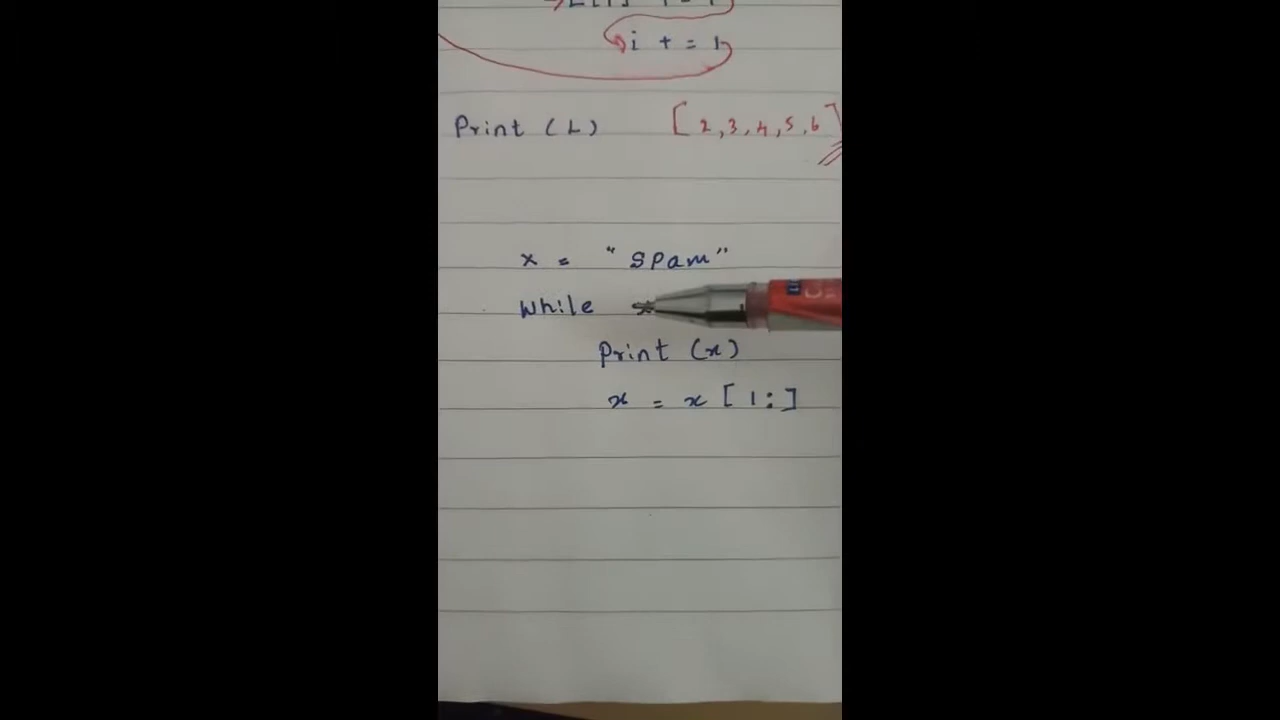 i + = 1
Print (L) [2,3,4,5,6]
x = "Spam"
While x
Print (x)
x = x [1:]